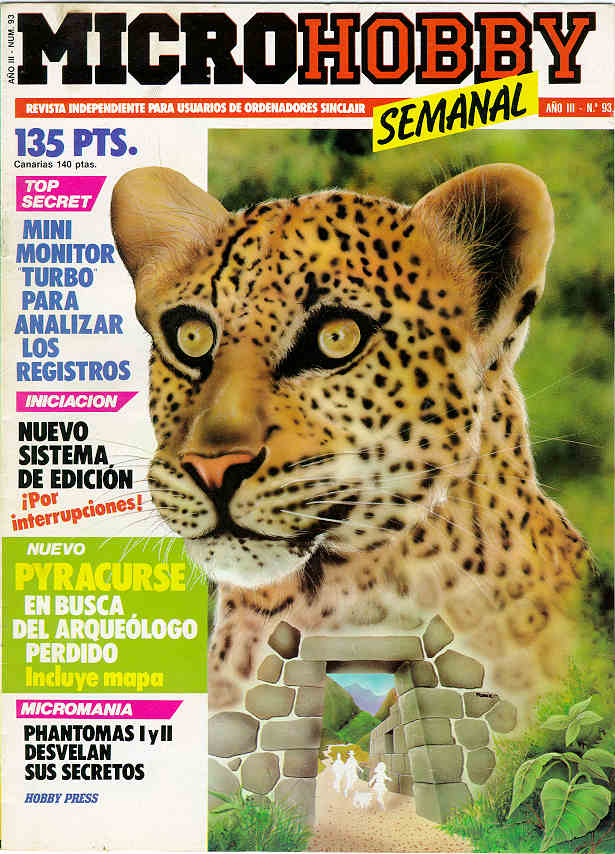 AÑO III - NUM. 93
MICROHOBBY
REVISTA INDEPENDIENTE PARA USUARIOS DE ORDENADORES SINCLAIR
SEMANAL
AÑO III - N.º 93
135 PTS.
Canarias 140 ptas.
TOP
SECRET
MINI
MONITOR
"TURBO"
PARA
ANALIZAR
LOS
REGISTROS
INICIACION
NUEVO
SISTEMA
DE EDICIÓN
¡Por
interrupciones!
NUEVO
PYRACURSE
EN BUSCA
DEL ARQUEÓLOGO
PERDIDO
Incluye mapa
MICROMANIA
PHANTOMAS I y II
DESVELAN
SUS SECRETOS
HOBBY PRESS